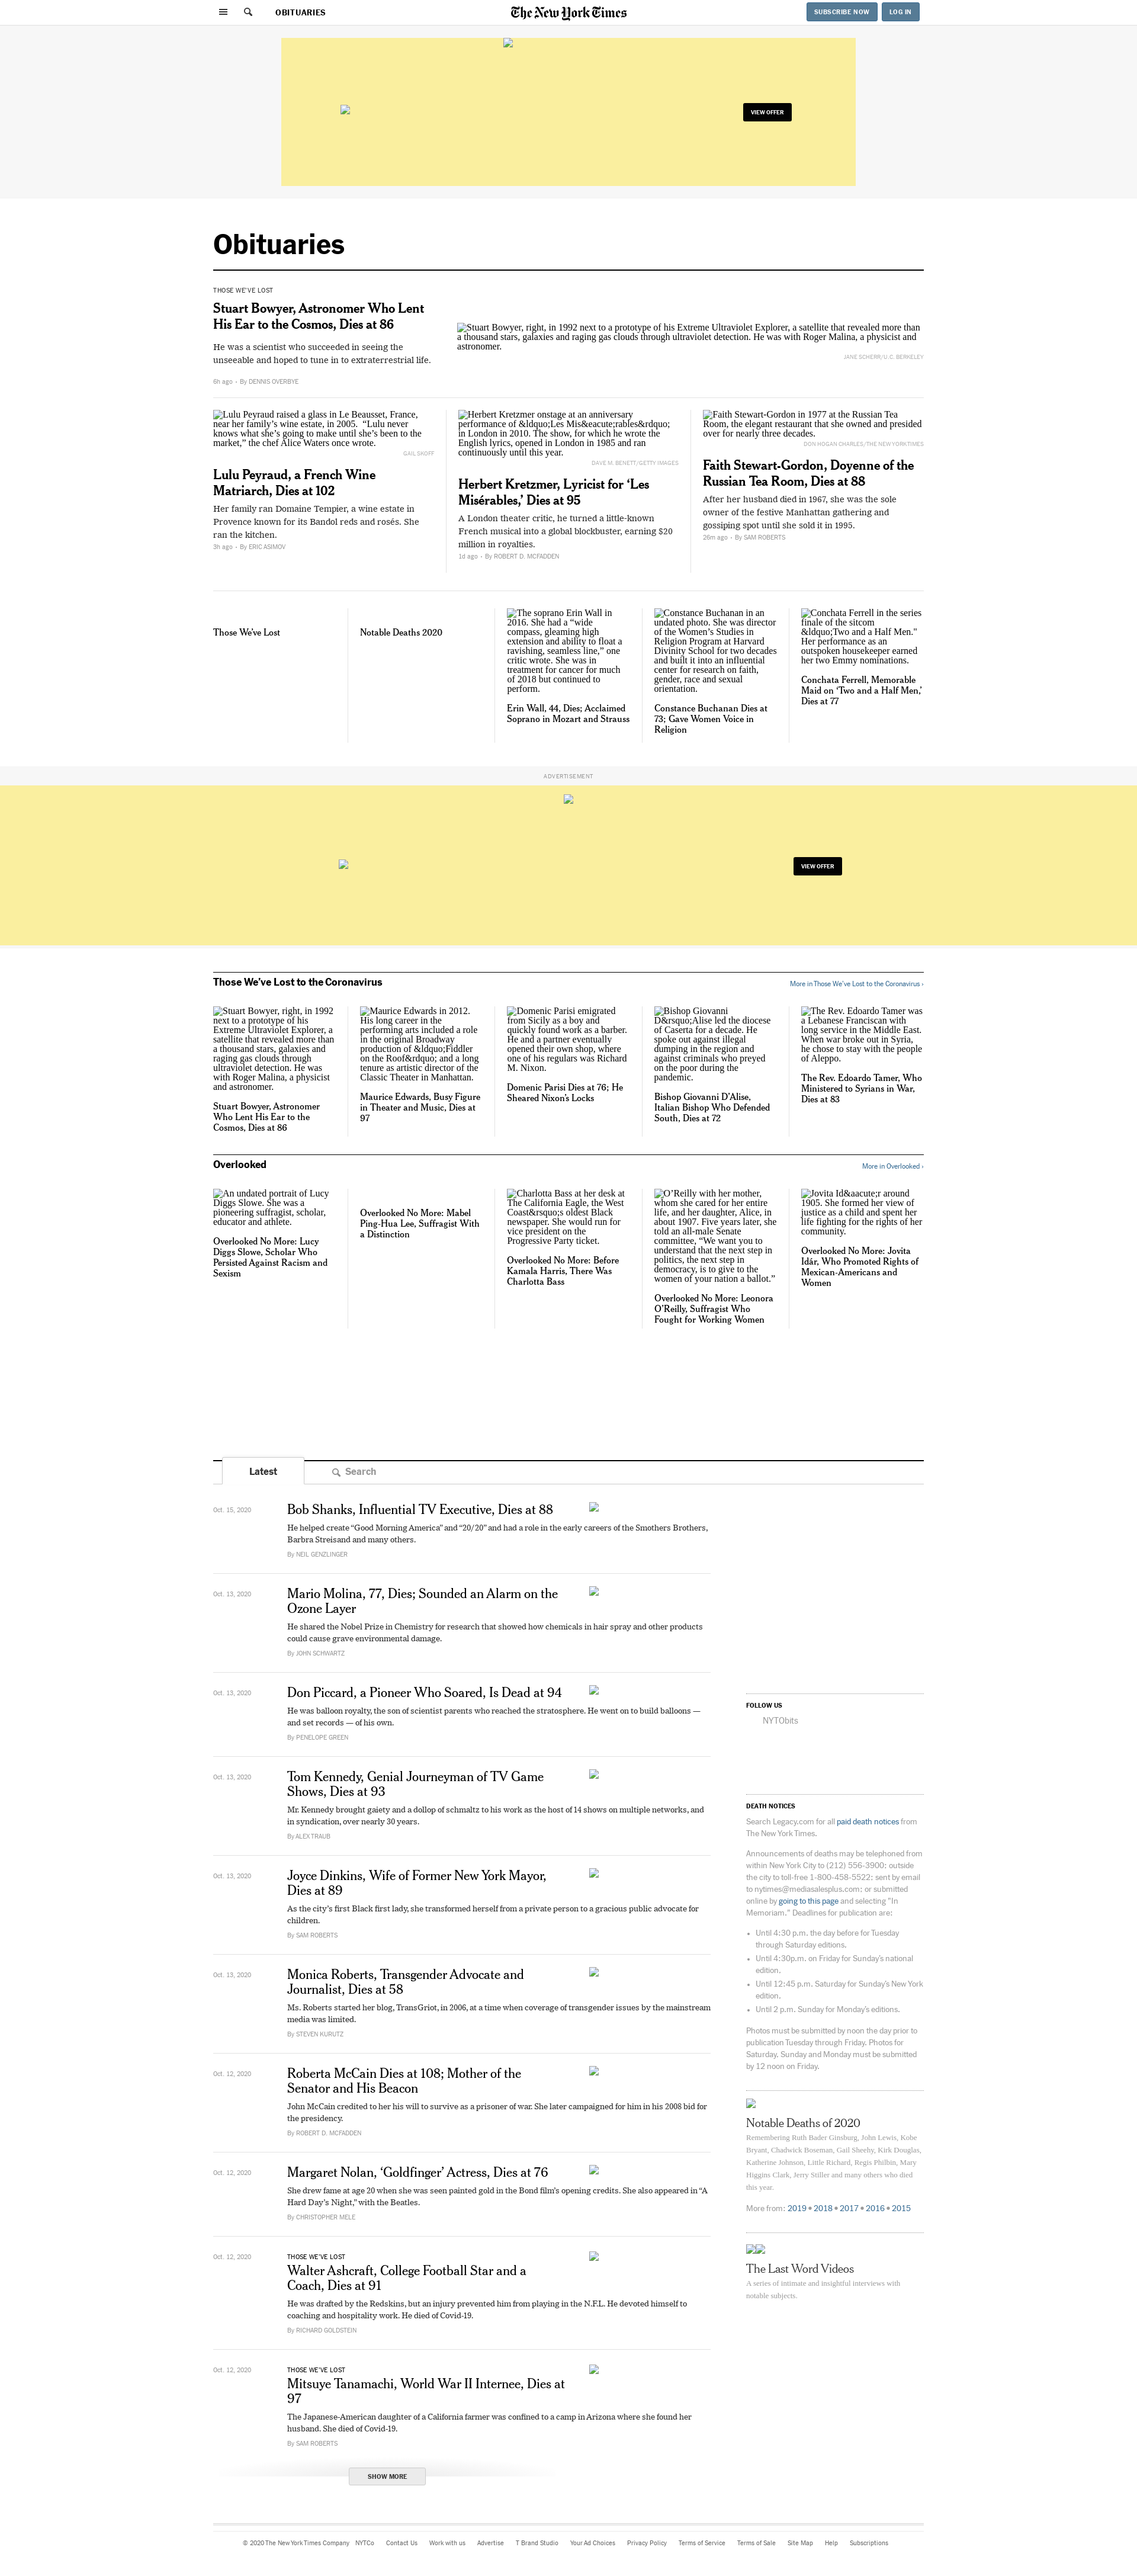 OBITUARIES
The New York Times
SUBSCRIBE NOW
LOG IN
VIEW OFFER
Obituaries
THOSE WE'VE LOST
Stuart Bowyer, Astronomer Who Lent
His Ear to the Cosmos, Dies at 86
He was a scientist who succeeded in seeing the
unseeable and hoped to tune in to extraterrestrial life.
6h ago • By DENNIS OVERBYE
Stuart Bowyer, right, in 1992 next to a prototype of his Extreme Ultraviolet Explorer, a satellite that revealed more than
a thousand stars, galaxies and raging gas clouds through ultraviolet detection. He was with Roger Malina, a physicist and
astronomer.
JANE SCHERR/U.C. BERKELEY
Lulu Peyraud raised a glass in Le Beausset, France,
near her family's wine estate, in 2005. “Lulu never
knows what she's going to make until she's been to the
market,” the chef Alice Waters once wrote.
GAIL SKOFF
Lulu Peyraud, a French Wine
Matriarch, Dies at 102
Her family ran Domaine Tempier, a wine estate in
Provence known for its Bandol reds and rosés. She
ran the kitchen.
3h ago • By ERIC ASIMOV
Herbert Kretzmer onstage at an anniversary
performance of &ldquo;Les Mis&eacute;rables&rdquo;
in London in 2010. The show, for which he wrote the
English lyrics, opened in London in 1985 and ran
continuously until this year.
DAVE M. BENETT/GETTY IMAGES
Herbert Kretzmer, Lyricist for ‘Les
Misérables,’ Dies at 95
A London theater critic, he turned a little-known
French musical into a global blockbuster, earning $20
million in royalties.
1d ago • By ROBERT D. MCFADDEN
Faith Stewart-Gordon in 1977 at the Russian Tea
Room, the elegant restaurant that she owned and presided
over for nearly three decades.
DON HOGAN CHARLES/THE NEW YORK TIMES
Faith Stewart-Gordon, Doyenne of the
Russian Tea Room, Dies at 88
After her husband died in 1967, she was the sole
owner of the festive Manhattan gathering and
gossiping spot until she sold it in 1995.
26m ago • By SAM ROBERTS
Those We've Lost
Notable Deaths 2020
The soprano Erin Wall in
2016. She had a “wide
compass, gleaming high
extension and ability to float a
ravishing, seamless line,” one
critic wrote. She was in
treatment for cancer for much
of 2018 but continued to
perform.
Erin Wall, 44, Dies; Acclaimed
Soprano in Mozart and Strauss
Constance Buchanan in an
undated photo. She was director
of the Women's Studies in
Religion Program at Harvard
Divinity School for two decades
and built it into an influential
center for research on faith,
gender, race and sexual
orientation.
Constance Buchanan Dies at
73; Gave Women Voice in
Religion
Conchata Ferrell in the series
finale of the sitcom
&ldquo;Two and a Half Men."
Her performance as an
outspoken housekeeper earned
her two Emmy nominations.
Conchata Ferrell, Memorable
Maid on ‘Two and a Half Men,’
Dies at 77
ADVERTISEMENT
VIEW OFFER
Those We've Lost to the Coronavirus
More in Those We've Lost to the Coronavirus ›
Stuart Bowyer, right, in 1992
next to a prototype of his
Extreme Ultraviolet Explorer, a
satellite that revealed more than
a thousand stars, galaxies and
raging gas clouds through
ultraviolet detection. He was
with Roger Malina, a physicist
and astronomer.
Stuart Bowyer, Astronomer
Who Lent His Ear to the
Cosmos, Dies at 86
Maurice Edwards in 2012.
His long career in the
performing arts included a role
in the original Broadway
production of &ldquo;Fiddler
on the Roof&rdquo; and a long
tenure as artistic director of the
Classic Theater in Manhattan.
Maurice Edwards, Busy Figure
in Theater and Music, Dies at
97
Domenic Parisi emigrated
from Sicily as a boy and
quickly found work as a barber.
He and a partner eventually
opened their own shop, where
one of his regulars was Richard
M. Nixon.
Domenic Parisi Dies at 76; He
Sheared Nixon's Locks
Bishop Giovanni
D&rsquo;Alise led the diocese
of Caserta for a decade. He
spoke out against illegal
dumping in the region and
against criminals who preyed
on the poor during the
pandemic.
Bishop Giovanni D'Alise,
Italian Bishop Who Defended
South, Dies at 72
The Rev. Edoardo Tamer was
a Lebanese Franciscan with
long service in the Middle East.
When war broke out in Syria,
he chose to stay with the people
of Aleppo.
The Rev. Edoardo Tamer, Who
Ministered to Syrians in War,
Dies at 83
Overlooked
More in Overlooked ›
An undated portrait of Lucy
Diggs Slowe. She was a
pioneering suffragist, scholar,
educator and athlete.
Overlooked No More: Lucy
Diggs Slowe, Scholar Who
Persisted Against Racism and
Sexism
Overlooked No More: Mabel
Ping-Hua Lee, Suffragist With
a Distinction
Charlotta Bass at her desk at
The California Eagle, the West
Coast&rsquo;s oldest Black
newspaper. She would run for
vice president on the
Progressive Party ticket.
Overlooked No More: Before
Kamala Harris, There Was
Charlotta Bass
O'Reilly with her mother,
whom she cared for her entire
life, and her daughter, Alice, in
about 1907. Five years later, she
told an all-male Senate
committee, “We want you to
understand that the next step in
politics, the next step in
democracy, is to give to the
women of your nation a ballot.”
Overlooked No More: Leonora
O'Reilly, Suffragist Who
Fought for Working Women
Jovita Id&aacute;r around
1905. She formed her view of
justice as a child and spent her
life fighting for the rights of her
community.
Overlooked No More: Jovita
Idár, Who Promoted Rights of
Mexican-Americans and
Women
Latest
Search
Oct. 15, 2020
Bob Shanks, Influential TV Executive, Dies at 88
He helped create “Good Morning America” and “20/20” and had a role in the early careers of the Smothers Brothers,
Barbra Streisand and many others.
By NEIL GENZLINGER
Oct. 13, 2020
Mario Molina, 77, Dies; Sounded an Alarm on the
Ozone Layer
He shared the Nobel Prize in Chemistry for research that showed how chemicals in hair spray and other products
could cause grave environmental damage.
By JOHN SCHWARTZ
Oct. 13, 2020
Don Piccard, a Pioneer Who Soared, Is Dead at 94
He was balloon royalty, the son of scientist parents who reached the stratosphere. He went on to build balloons —
and set records — of his own.
By PENELOPE GREEN
Oct. 13, 2020
Tom Kennedy, Genial Journeyman of TV Game
Shows, Dies at 93
Mr. Kennedy brought gaiety and a dollop of schmaltz to his work as the host of 14 shows on multiple networks, and
in syndication, over nearly 30 years.
By ALEX TRAUB
Oct. 13, 2020
Joyce Dinkins, Wife of Former New York Mayor,
Dies at 89
As the city's first Black first lady, she transformed herself from a private person to a gracious public advocate for
children.
By SAM ROBERTS
Oct. 13, 2020
Monica Roberts, Transgender Advocate and
Journalist, Dies at 58
Ms. Roberts started her blog, TransGriot, in 2006, at a time when coverage of transgender issues by the mainstream
media was limited.
By STEVEN KURUTZ
Oct. 12, 2020
Roberta McCain Dies at 108; Mother of the
Senator and His Beacon
John McCain credited to her his will to survive as a prisoner of war. She later campaigned for him in his 2008 bid for
the presidency.
By ROBERT D. MCFADDEN
Oct. 12, 2020
Margaret Nolan, ‘Goldfinger’ Actress, Dies at 76
She drew fame at age 20 when she was seen painted gold in the Bond film's opening credits. She also appeared in “A
Hard Day's Night,” with the Beatles.
By CHRISTOPHER MELE
Oct. 12, 2020
THOSE WE'VE LOST
Walter Ashcraft, College Football Star and a
Coach, Dies at 91
He was drafted by the Redskins, but an injury prevented him from playing in the N.F.L. He devoted himself to
coaching and hospitality work. He died of Covid-19.
By RICHARD GOLDSTEIN
Oct. 12, 2020
THOSE WE'VE LOST
Mitsuye Tanamachi, World War II Internee, Dies at
97
The Japanese-American daughter of a California farmer was confined to a camp in Arizona where she found her
husband. She died of Covid-19.
By SAM ROBERTS
SHOW MORE
FOLLOW US
NYTObits
DEATH NOTICES
Search Legacy.com for all paid death notices from
The New York Times.
Announcements of deaths may be telephoned from
within New York City to (212) 556-3900; outside
the city to toll-free 1-800-458-5522; sent by email
to nytimes@mediasalesplus.com; or submitted
online by going to this page and selecting "In
Memoriam." Deadlines for publication are:
• Until 4:30 p.m. the day before for Tuesday
through Saturday editions.
• Until 4:30p.m. on Friday for Sunday's national
edition.
• Until 12:45 p.m. Saturday for Sunday's New York
edition.
• Until 2 p.m. Sunday for Monday's editions.
Photos must be submitted by noon the day prior to
publication Tuesday through Friday. Photos for
Saturday, Sunday and Monday must be submitted
by 12 noon on Friday.
Notable Deaths of 2020
Remembering Ruth Bader Ginsburg, John Lewis, Kobe
Bryant, Chadwick Boseman, Gail Sheehy, Kirk Douglas,
Katherine Johnson, Little Richard, Regis Philbin, Mary
Higgins Clark, Jerry Stiller and many others who died
this year.
More from: 2019 • 2018 • 2017 • 2016 • 2015
The Last Word Videos
A series of intimate and insightful interviews with
notable subjects.
© 2020 The New York Times Company NYTCo Contact Us Work with us Advertise T Brand Studio Your Ad Choices Privacy Policy Terms of Service Terms of Sale Site Map Help Subscriptions